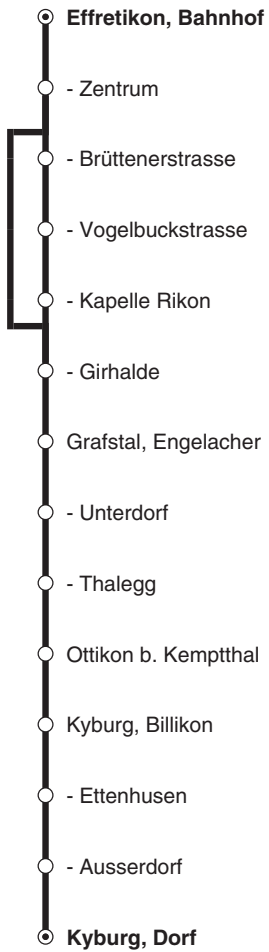 Effretikon, Bahnhof
- Zentrum
- Brüttenerstrasse
- Vogelbuckstrasse
- Kapelle Rikon
- Girhalde
Grafstal, Engelacher
- Unterdorf
- Thalegg
Ottikon b. Kemptthal
Kyburg, Billikon
- Ettenhusen
- Ausserdorf
Kyburg, Dorf